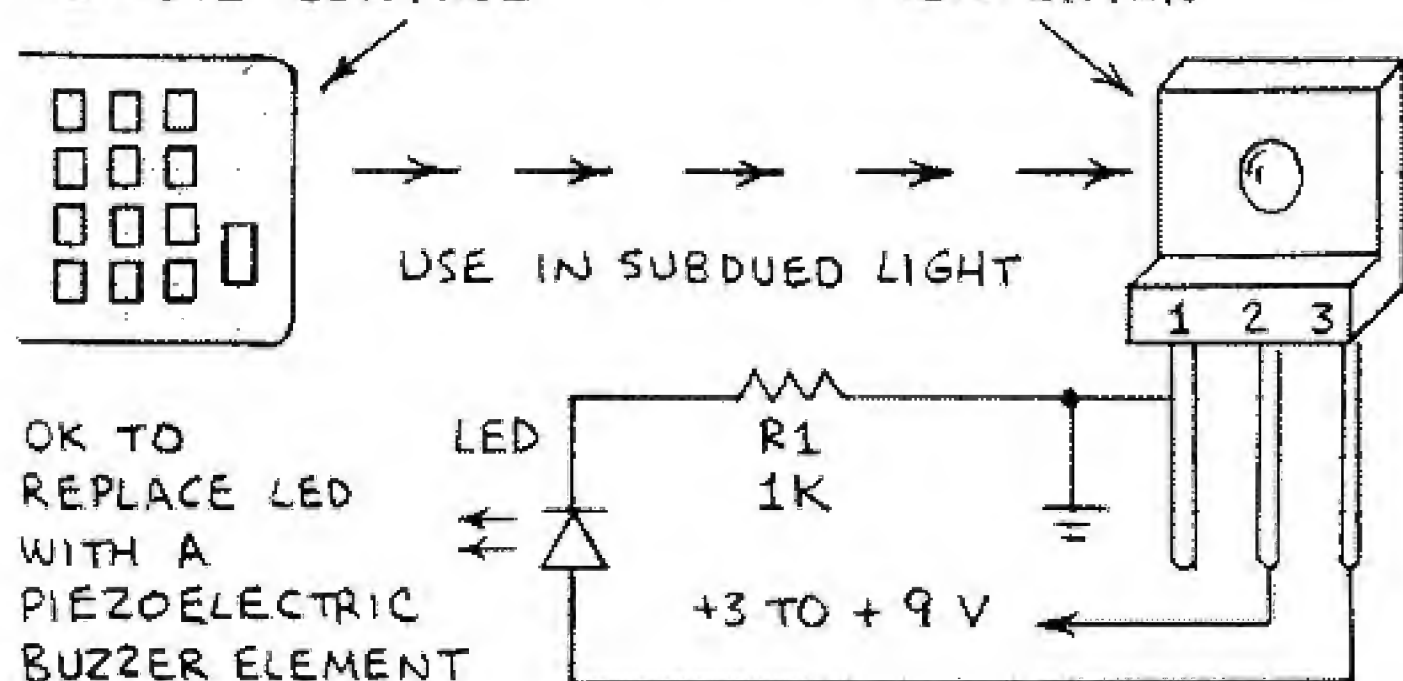 USE IN SUBDUED LIGHT
1 2 3
OK TO
REPLACE LED
WITH A
PIEZOELECTRIC
BUZZER ELEMENT
LED
R1
1K
+3 TO + 9 V